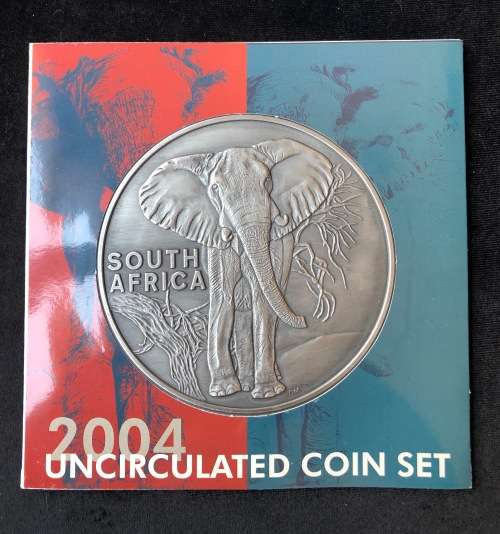 SOUTH
AFRICA
2004
UNCIRCULATED COIN SET